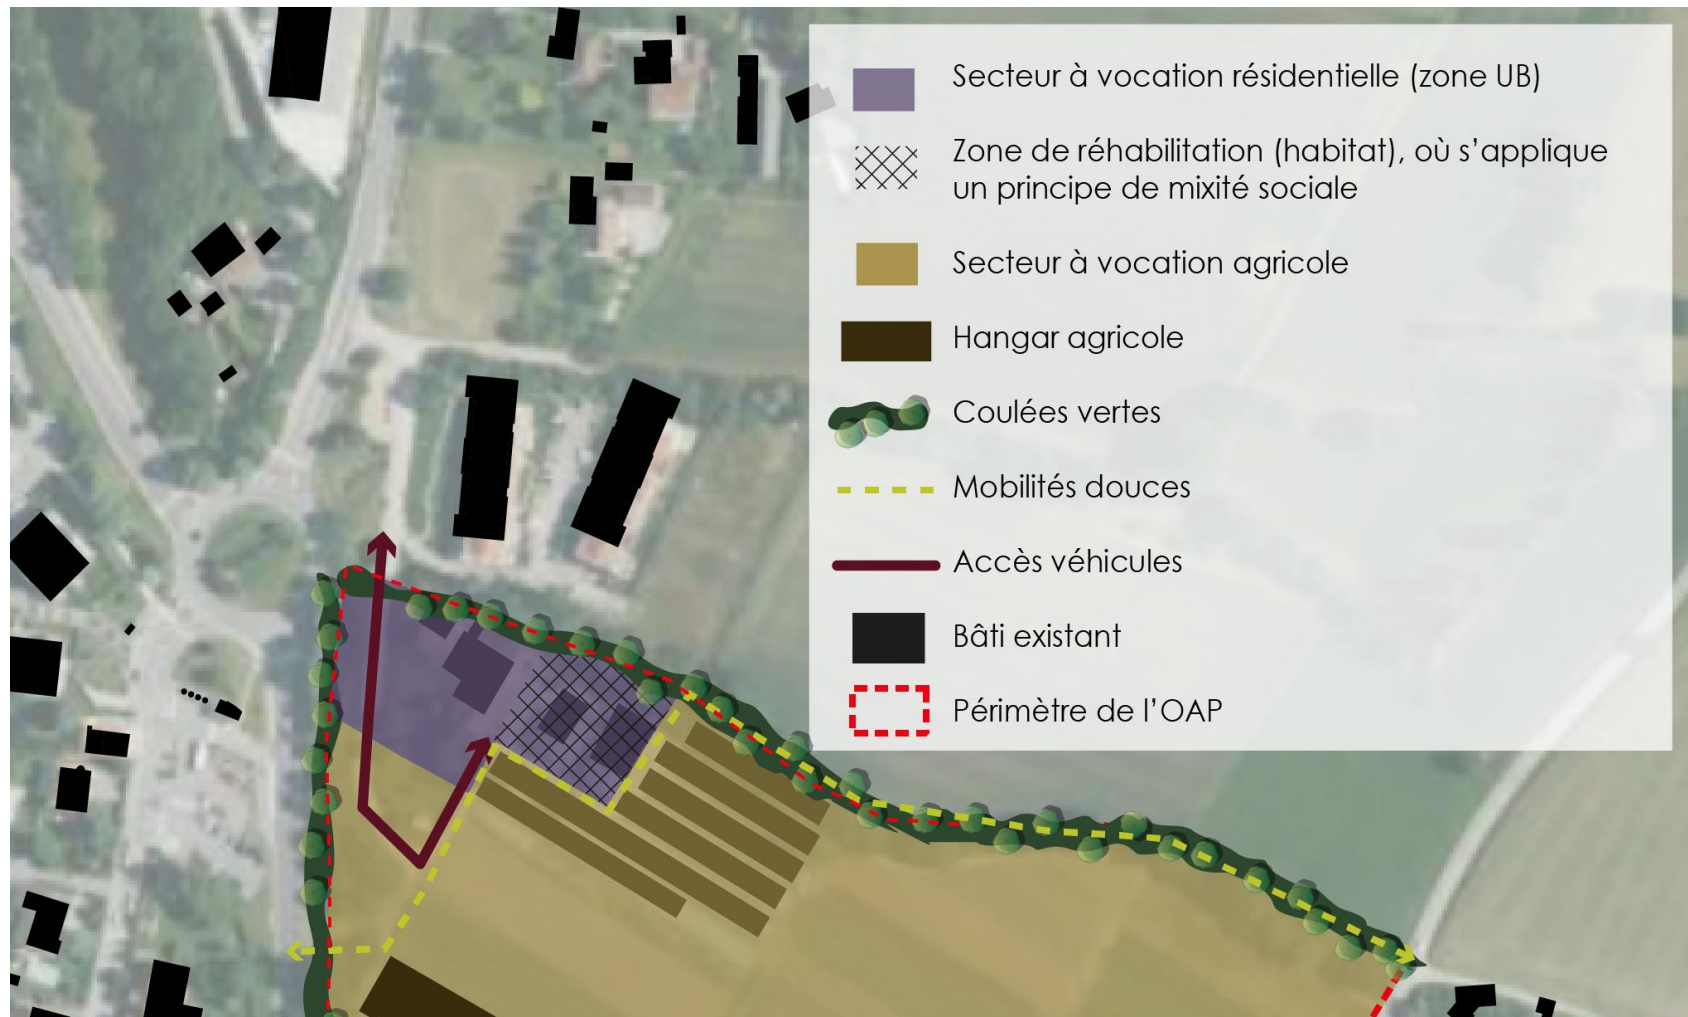 Secteur à vocation résidentielle (zone UB)
Zone de réhabilitation (habitat), où s’applique
un principe de mixité sociale
Secteur à vocation agricole
Hangar agricole
Coulées vertes
Mobilités douces
Accès véhicules
Bâti existant
Périmètre de l’OAP